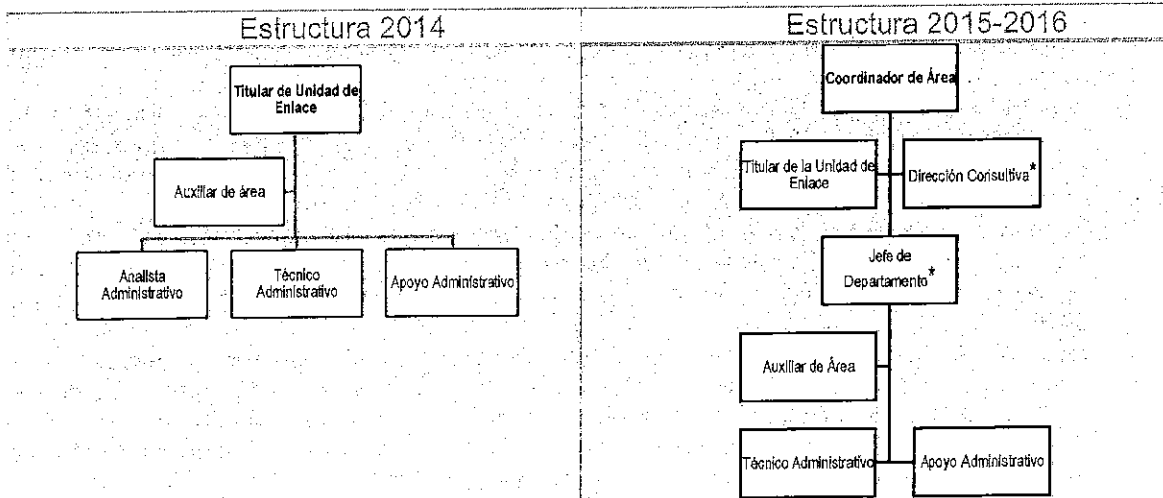 Estructura 2014
Titular de Unidad de
Enlace
Auxiliar de área
Analista
Administrativo
Técnico
Administrativo
Apoyo Administrativo
Estructura 2015-2016
Coordinador de Área
Titular de la Unidad de
Enlace
Dirección Consultiva*
Jefe de
Departamento*
Auxiliar de Área
Técnico Administrativo
Apoyo Administrativo